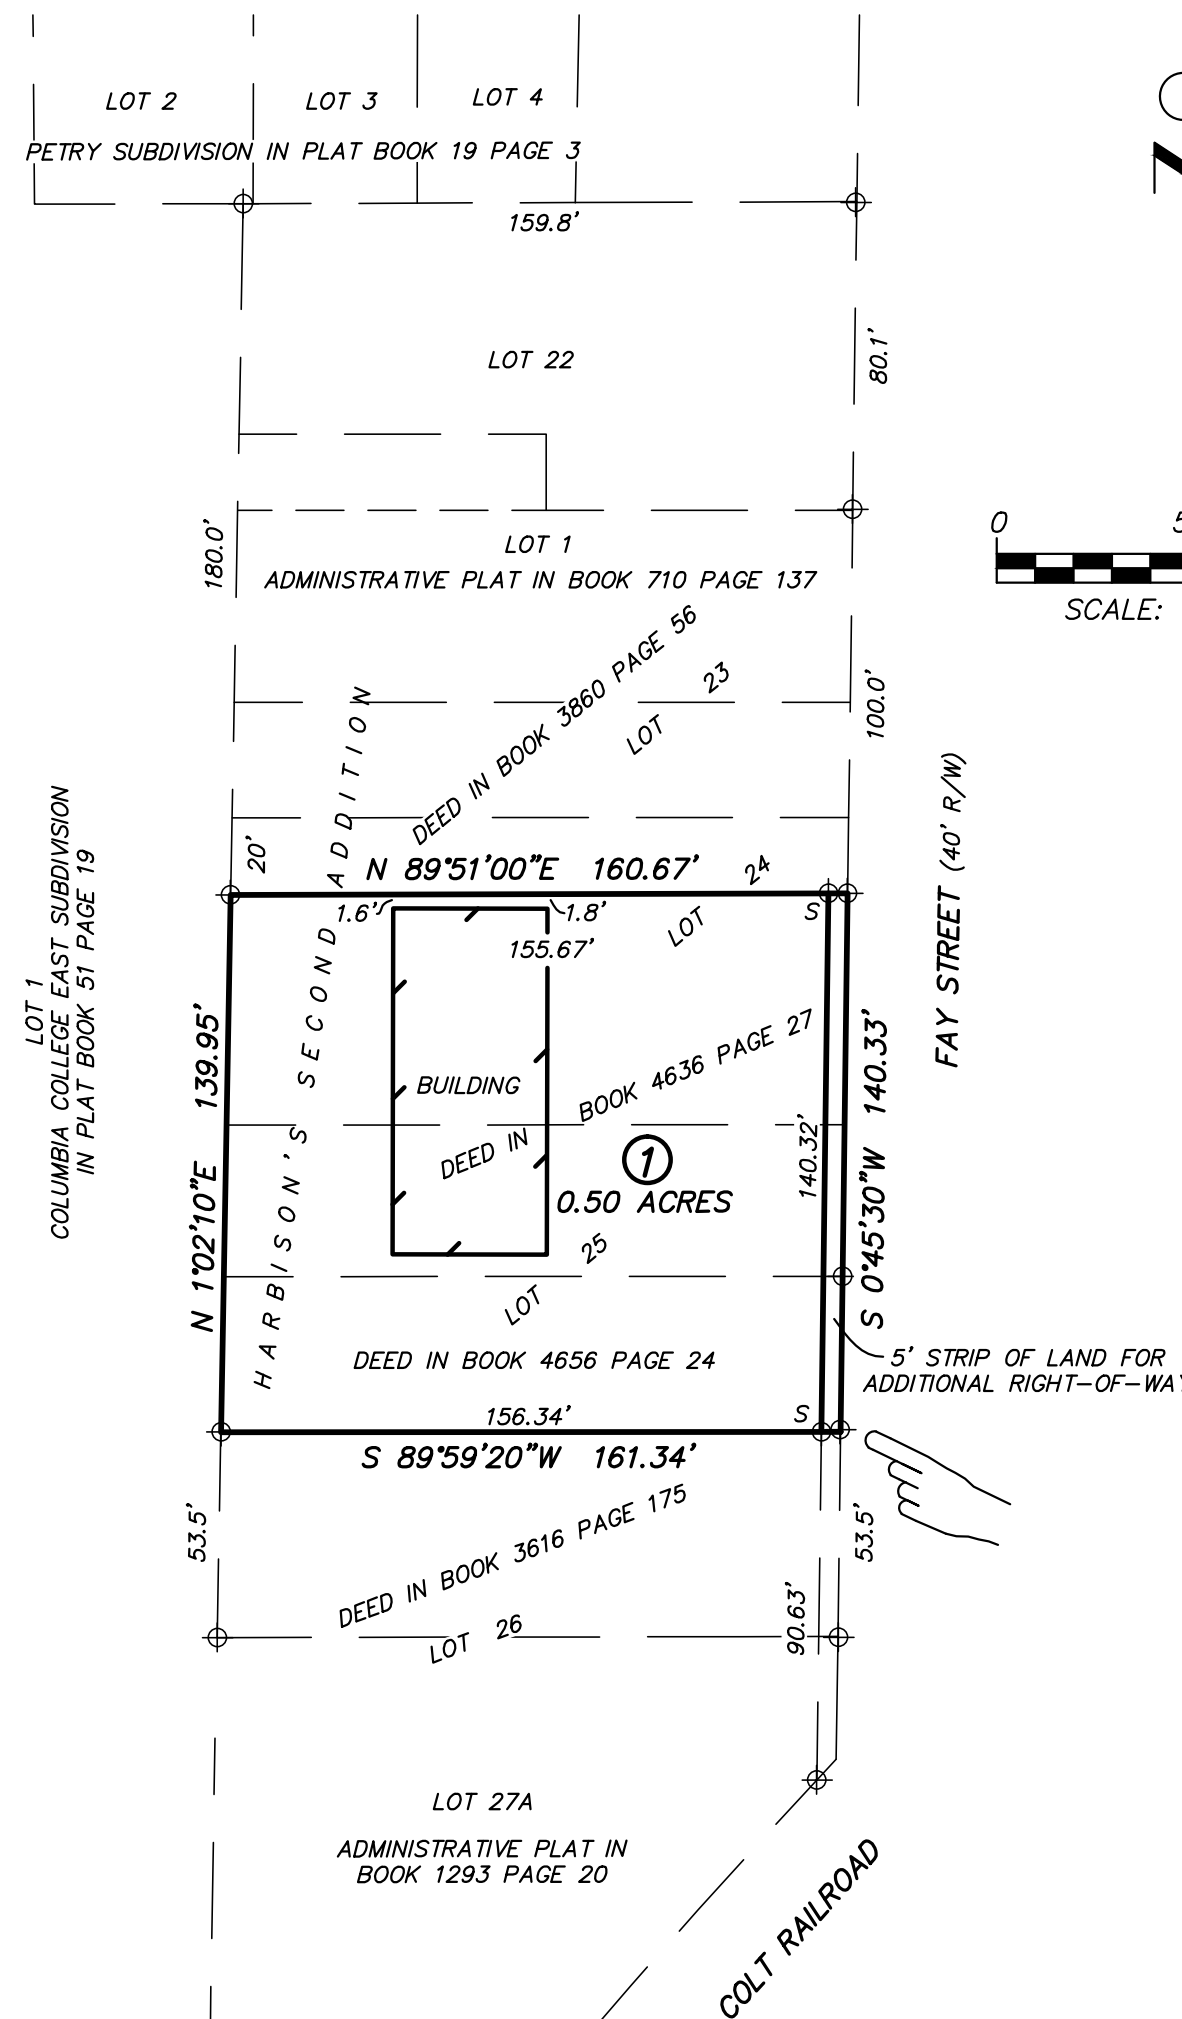 LOT 2
LOT 3
LOT 4
PETRY SUBDIVISION IN PLAT BOOK 19 PAGE 3
159.8'
LOT 22
80.1'
180.0'
LOT 1
ADMINISTRATIVE PLAT IN BOOK 710 PAGE 137
0
SCALE:
DEED IN BOOK 3860 PAGE 56
LOT 23
100.0'
HARBISON'S SECOND ADDITION
20'
N 89°51'00"E 160.67'
LOT 24
FAY STREET (40' R/W)
LOT 1
COLUMBIA COLLEGE EAST SUBDIVISION
IN PLAT BOOK 51 PAGE 19
1.6'
1.8'
S
155.67'
N 1°02'10"E 139.95'
BUILDING
DEED IN BOOK 4636 PAGE 27
1
0.50 ACRES
140.32'
S 0°45'30"W 140.33'
LOT 25
DEED IN BOOK 4656 PAGE 24
5' STRIP OF LAND FOR
ADDITIONAL RIGHT-OF-WAY
156.34'
S
S 89°59'20"W 161.34'
53.5'
53.5'
DEED IN BOOK 3616 PAGE 175
90.63'
LOT 26
LOT 27A
ADMINISTRATIVE PLAT IN
BOOK 1293 PAGE 20
COLT RAILROAD